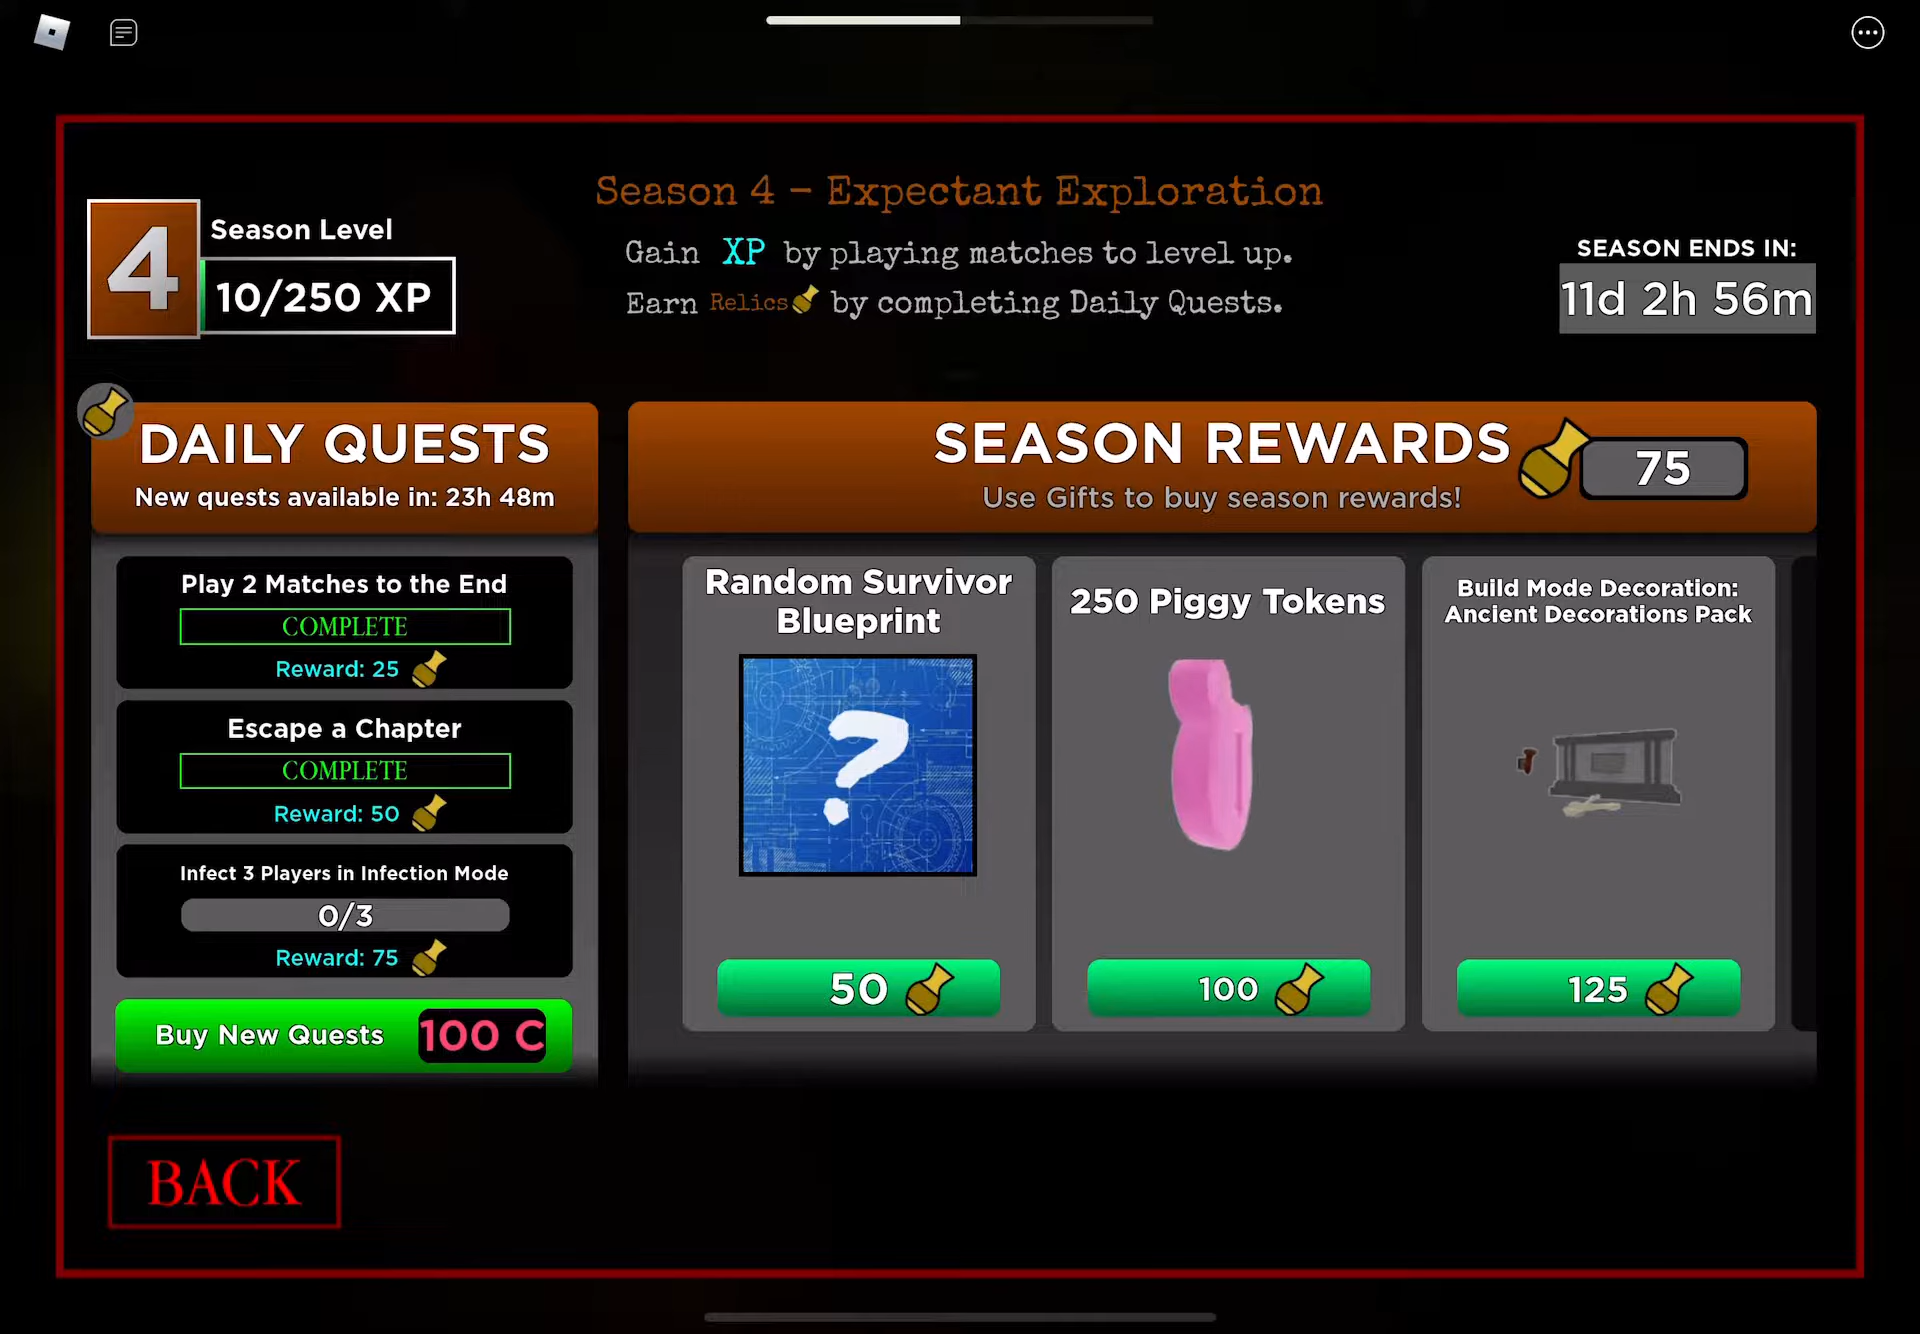 Season 4 - Expectant Exploration
4
Season Level
10/250 XP
Gain XP by playing matches to level up.
Earn Relics by completing Daily Quests.
SEASON ENDS IN:
11d 2h 56m
DAILY QUESTS
New quests available in: 23h 48m
Play 2 Matches to the End
COMPLETE
Reward: 25
Escape a Chapter
COMPLETE
Reward: 50
Infect 3 Players in Infection Mode
0/3
Reward: 75
Buy New Quests 100 C
SEASON REWARDS
75
Use Gifts to buy season rewards!
Random Survivor
Blueprint
?
50
250 Piggy Tokens
100
Build Mode Decoration:
Ancient Decorations Pack
125
BACK